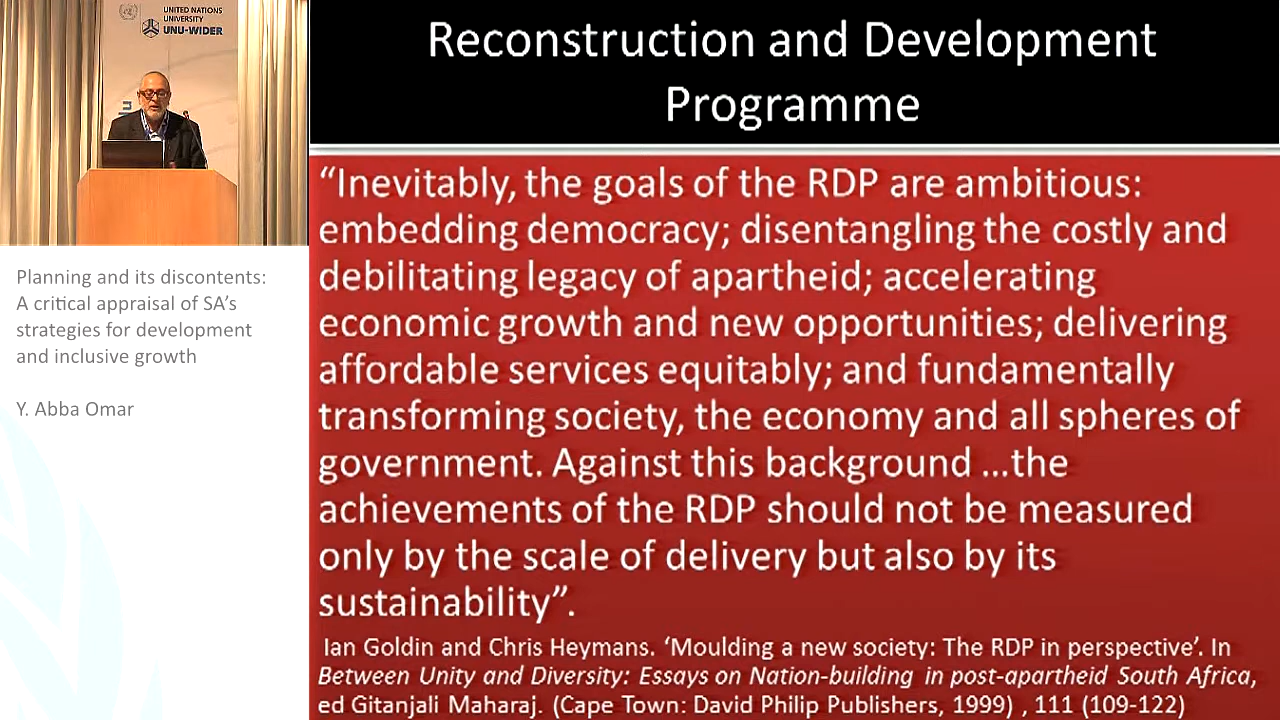 UNITED NATIONS
UNIVERSITY
UNU-WIDER
Reconstruction and Development
Programme
“Inevitably, the goals of the RDP are ambitious:
embedding democracy; disentangling the costly and
debilitating legacy of apartheid; accelerating
economic growth and new opportunities; delivering
affordable services equitably; and fundamentally
transforming society, the economy and all spheres of
government. Against this background …the
achievements of the RDP should not be measured
only by the scale of delivery but also by its
sustainability”.
Ian Goldin and Chris Heymans. ‘Moulding a new society: The RDP in perspective’. In
Between Unity and Diversity: Essays on Nation-building in post-apartheid South Africa,
ed Gitanjali Maharaj. (Cape Town: David Philip Publishers, 1999) , 111 (109-122)
Planning and its discontents:
A critical appraisal of SA’s
strategies for development
and inclusive growth
Y. Abba Omar